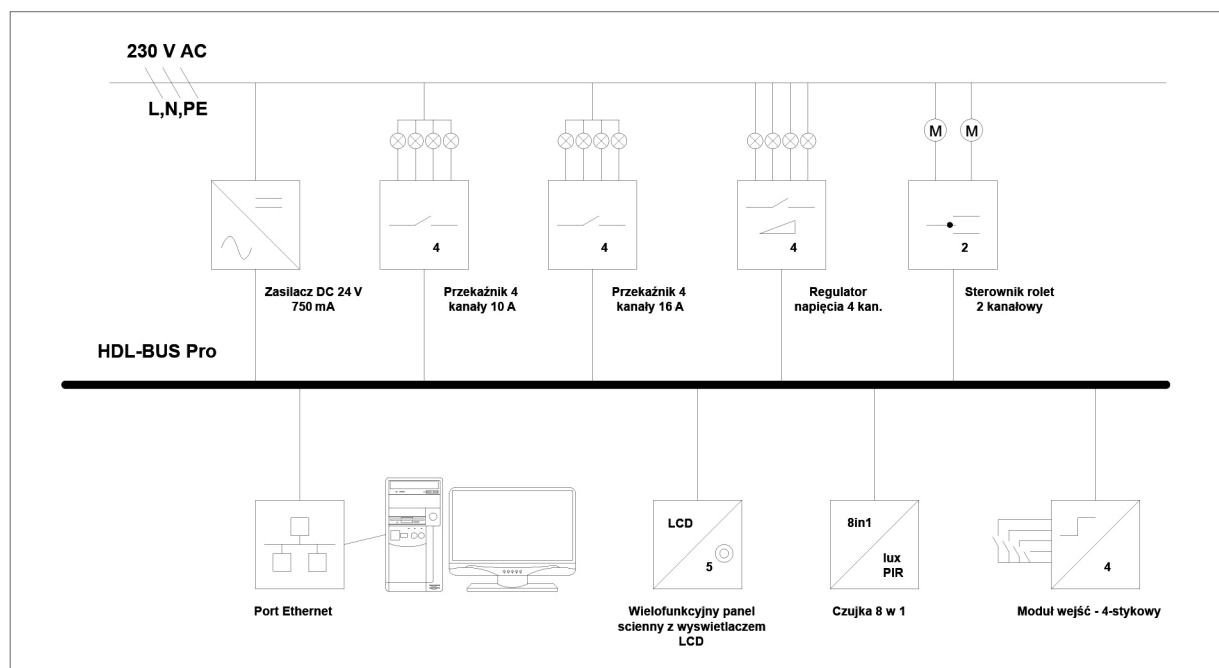 230 V AC
L,N,PE
M M
4
4
4
2
Zasilacz DC 24 V
750 mA
Przekaźnik 4
kanały 10 A
Przekaźnik 4
kanały 16 A
Regulator
napięcia 4 kan.
Sterownik rolet
2 kanałowy
HDL-BUS Pro
LCD
5
8in1
lux
PIR
4
Port Ethernet
Wielofunkcyjny panel
scienny z wyswietlaczem
LCD
Czujka 8 w 1
Moduł wejść - 4-stykowy